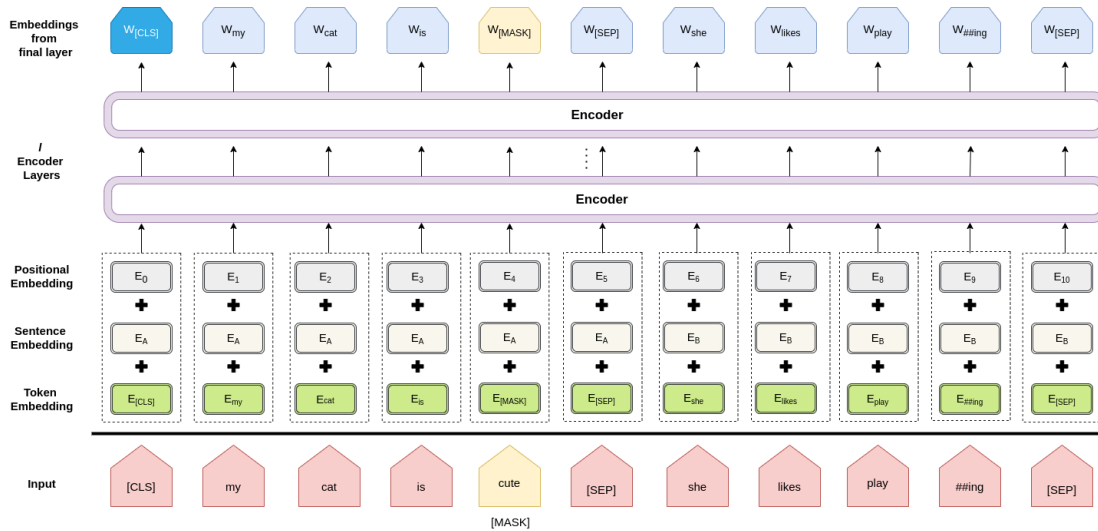 Embeddings
from
final layer
W[CLS] Wmy Wcat Wis W[MASK] W[SEP] Wshe Wlikes Wplay W##ing W[SEP]
Encoder
/
Encoder
Layers
Encoder
Positional
Embedding
E0 E1 E2 E3 E4 E5 E6 E7 E8 E9 E10
Sentence
Embedding
EA EA EA EA EA EA EB EB EB EB EB
Token
Embedding
E[CLS] Emy Ecat Eis E[MASK] E[SEP] Eshe Elikes Eplay E##ing E[SEP]
Input
[CLS] my cat is cute [SEP] she likes play ##ing [SEP]
[MASK]